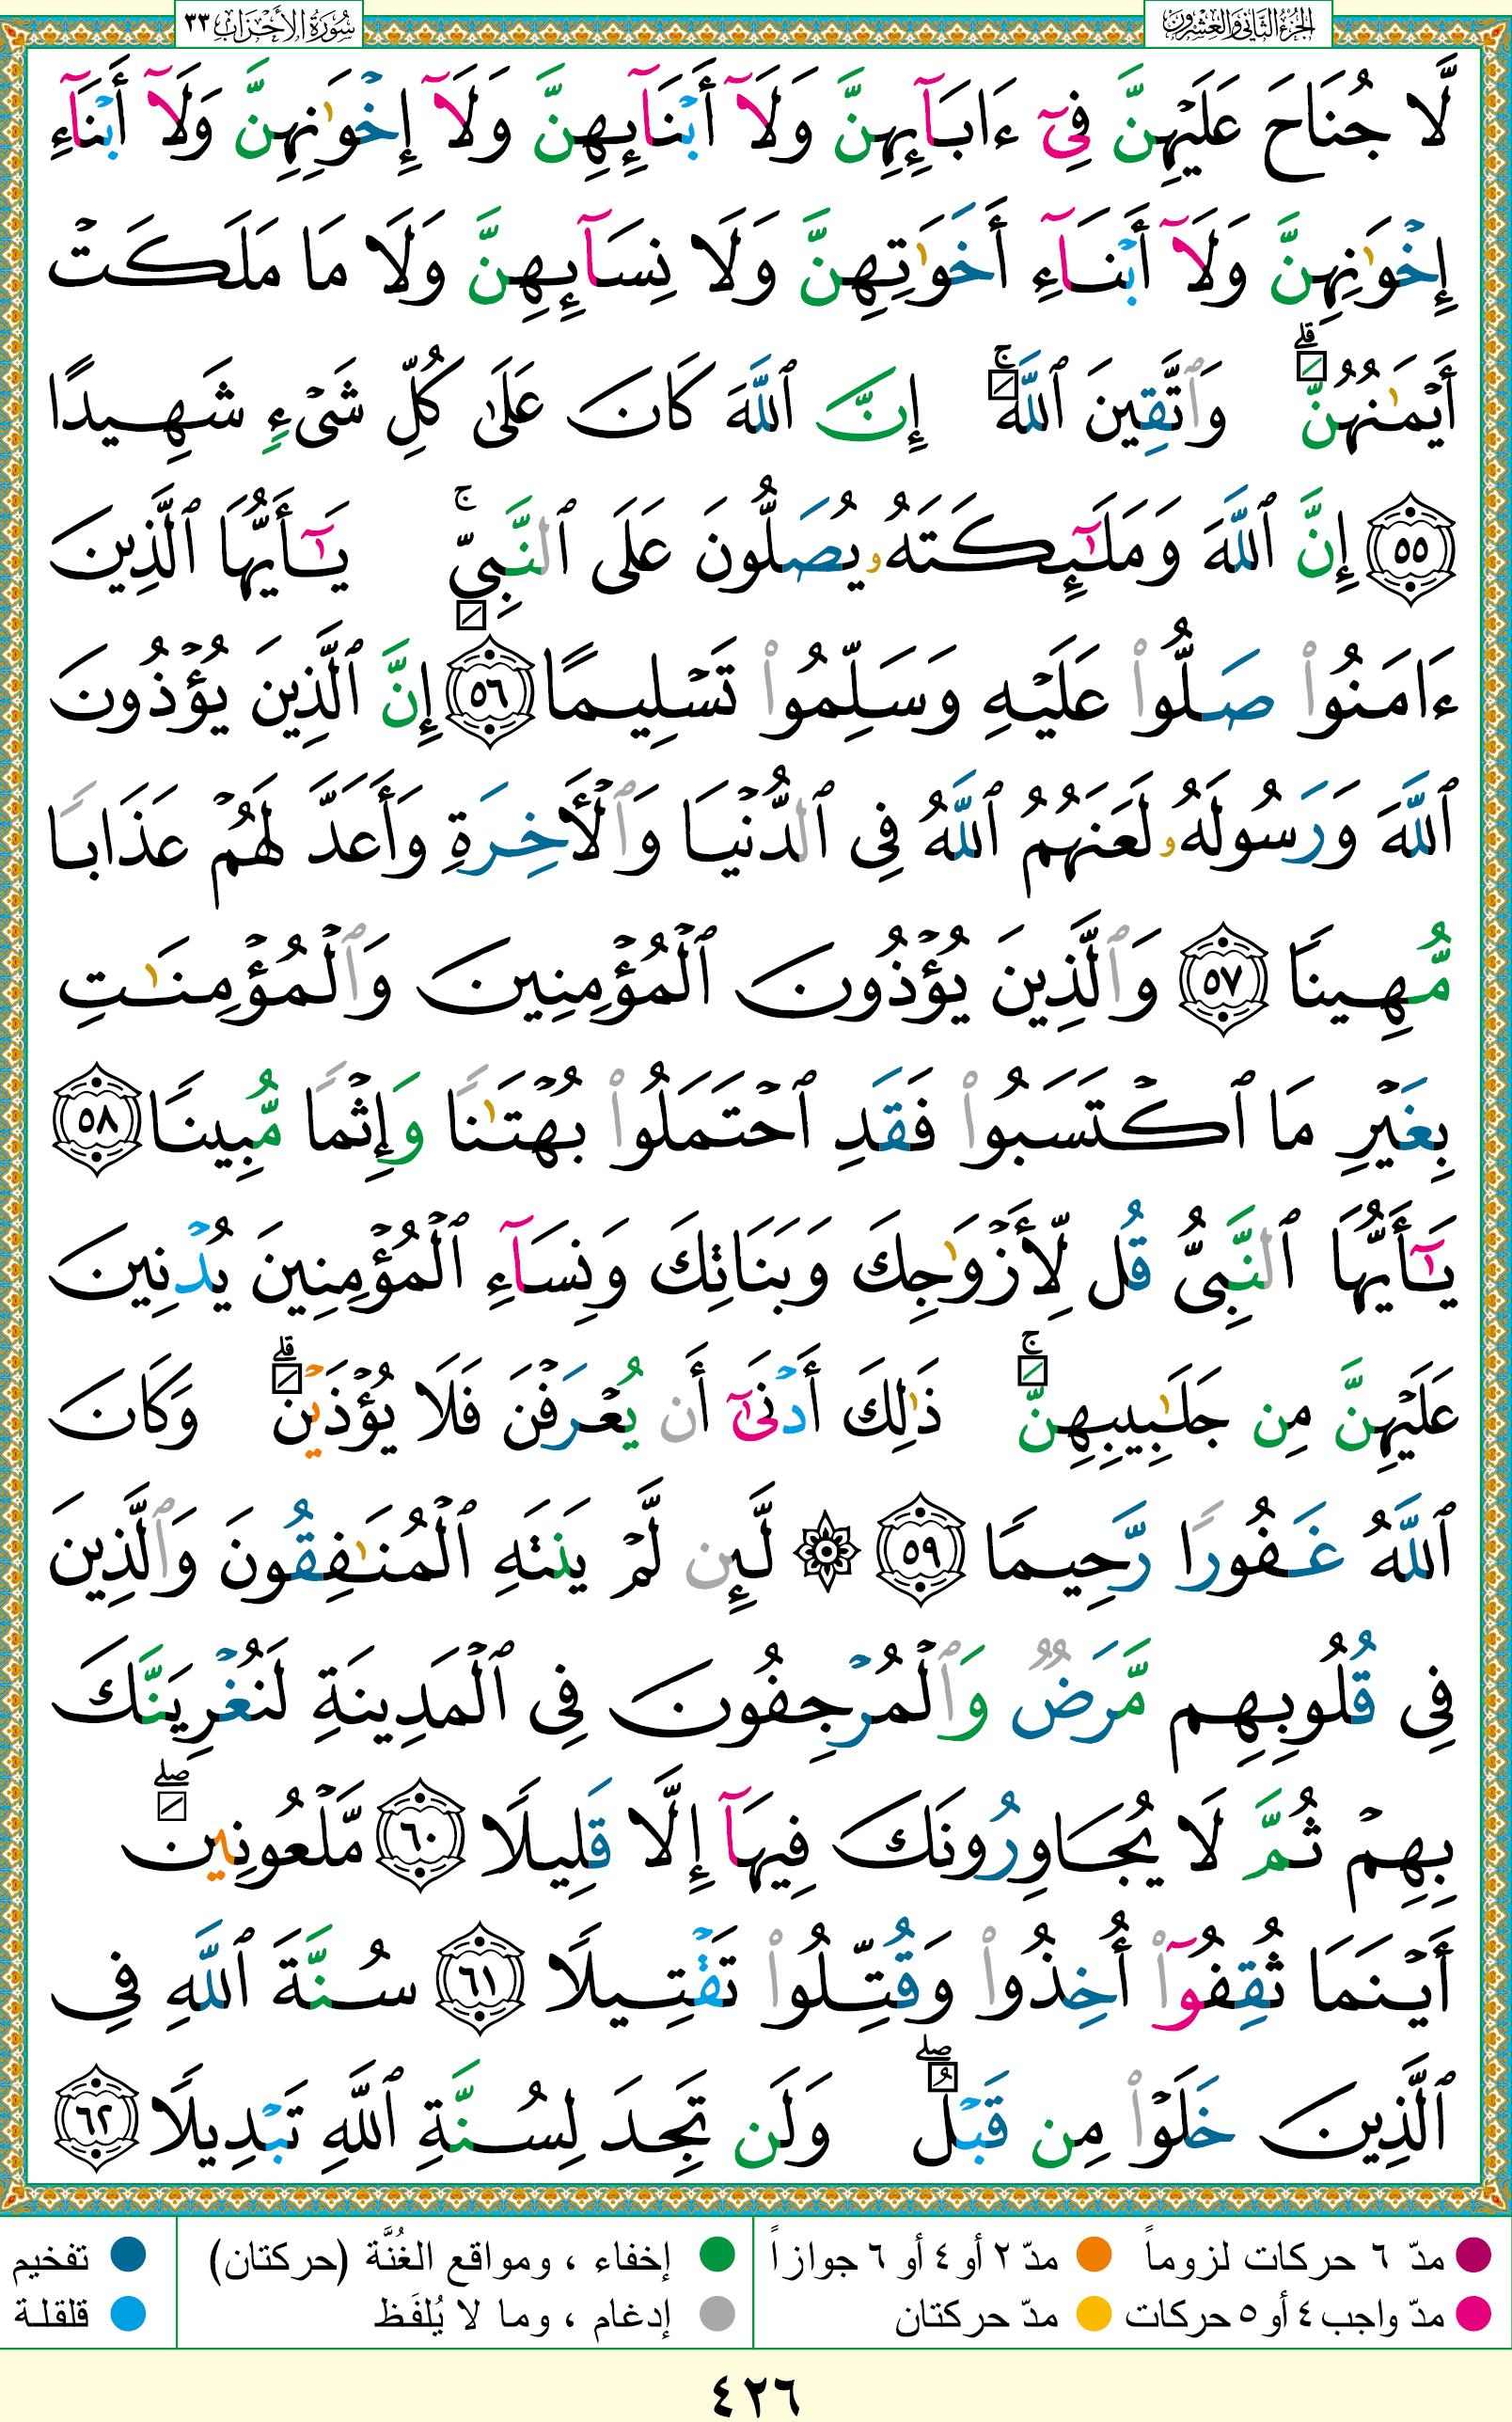 الجزء الثاني والعشرون
سورة الأحزاب ٣٣
لَّا جُنَاحَ عَلَيْهِنَّ فِىٓ ءَابَآئِهِنَّ وَلَآ أَبْنَآئِهِنَّ وَلَآ إِخْوَٰنِهِنَّ وَلَآ أَبْنَآءِ
إِخْوَٰنِهِنَّ وَلَآ أَبْنَآءِ أَخَوَٰتِهِنَّ وَلَا نِسَآئِهِنَّ وَلَا مَا مَلَكَتْ
أَيْمَٰنُهُنَّ ۗ وَٱتَّقِينَ ٱللَّهَ ۚ إِنَّ ٱللَّهَ كَانَ عَلَىٰ كُلِّ شَىْءٍ شَهِيدًا
٥٥ إِنَّ ٱللَّهَ وَمَلَٰٓئِكَتَهُۥ يُصَلُّونَ عَلَى ٱلنَّبِىِّ ۚ يَٰٓأَيُّهَا ٱلَّذِينَ
ءَامَنُوا۟ صَلُّوا۟ عَلَيْهِ وَسَلِّمُوا۟ تَسْلِيمًا ٥٦ إِنَّ ٱلَّذِينَ يُؤْذُونَ
ٱللَّهَ وَرَسُولَهُۥ لَعَنَهُمُ ٱللَّهُ فِى ٱلدُّنْيَا وَٱلْأَخِرَةِ وَأَعَدَّ لَهُمْ عَذَابًا
مُّهِينًا ٥٧ وَٱلَّذِينَ يُؤْذُونَ ٱلْمُؤْمِنِينَ وَٱلْمُؤْمِنَٰتِ
بِغَيْرِ مَا ٱكْتَسَبُوا۟ فَقَدِ ٱحْتَمَلُوا۟ بُهْتَٰنًا وَإِثْمًا مُّبِينًا ٥٨
يَٰٓأَيُّهَا ٱلنَّبِىُّ قُل لِّأَزْوَٰجِكَ وَبَنَاتِكَ وَنِسَآءِ ٱلْمُؤْمِنِينَ يُدْنِينَ
عَلَيْهِنَّ مِن جَلَٰبِيبِهِنَّ ۚ ذَٰلِكَ أَدْنَىٰٓ أَن يُعْرَفْنَ فَلَا يُؤْذَيْنَ ۗ وَكَانَ
ٱللَّهُ غَفُورًا رَّحِيمًا ٥٩ ۞ لَّئِن لَّمْ يَنتَهِ ٱلْمُنَٰفِقُونَ وَٱلَّذِينَ
فِى قُلُوبِهِم مَّرَضٌ وَٱلْمُرْجِفُونَ فِى ٱلْمَدِينَةِ لَنُغْرِيَنَّكَ
بِهِمْ ثُمَّ لَا يُجَاوِرُونَكَ فِيهَآ إِلَّا قَلِيلًا ٦٠ مَّلْعُونِينَ ۖ
أَيْنَمَا ثُقِفُوٓا۟ أُخِذُوا۟ وَقُتِّلُوا۟ تَقْتِيلًا ٦١ سُنَّةَ ٱللَّهِ فِى
ٱلَّذِينَ خَلَوْا۟ مِن قَبْلُ ۖ وَلَن تَجِدَ لِسُنَّةِ ٱللَّهِ تَبْدِيلًا ٦٢
مدّ ٦ حركات لزوماً مدّ ٢ أو ٤ أو ٦ جوازاً إخفاء ، ومواقع الغُنَّة (حركتان) تفخيم
مدّ واجب ٤ أو ٥ حركات مدّ حركتان إدغام ، وما لا يُلفَظ قلقلة
٤٢٦